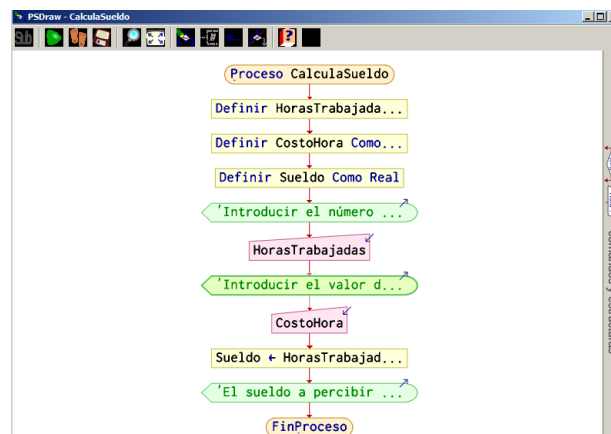 PSDraw - CalculaSueldo
Sub
Proceso CalculaSueldo
Definir HorasTrabajada...
Definir CostoHora Como...
Definir Sueldo Como Real
'Introducir el número ...
HorasTrabajadas
'Introducir el valor d...
CostoHora
Sueldo ← HorasTrabajad...
'El sueldo a percibir ...
FinProceso